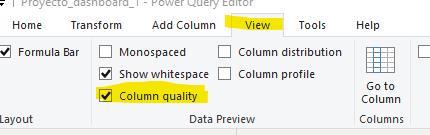 Proyecto_dashboard_1 - Power Query Editor
Home Transform Add Column View Tools Help
Formula Bar Monospaced Column distribution
Show whitespace Column profile
Column quality
Go to
Column
Layout Data Preview Columns